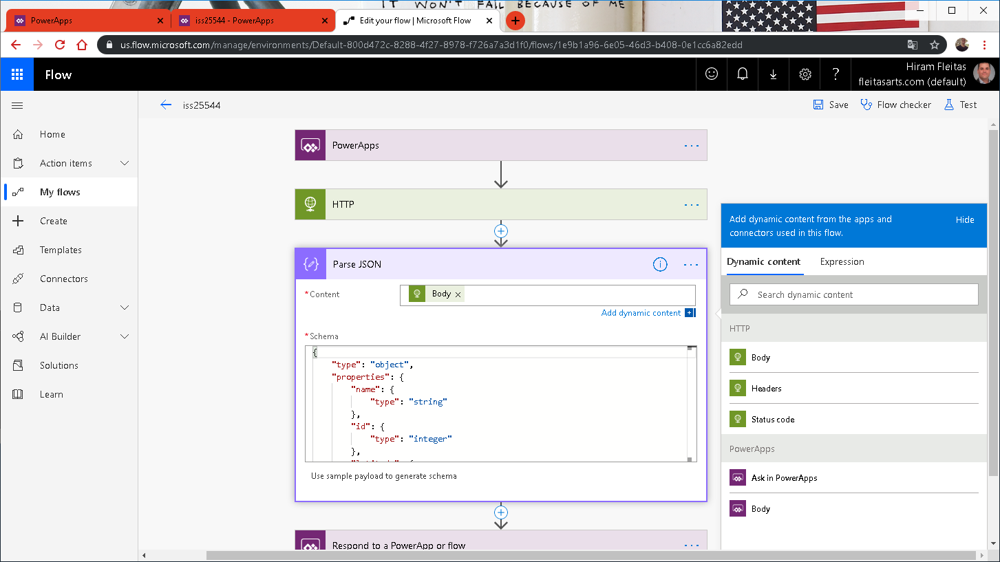 IT WON'T FAIL BECAUSE OF ME
PowerApps
iss25544 - PowerApps
Edit your flow | Microsoft Flow
us.flow.microsoft.com/manage/environments/Default-800d472c-8288-4f27-8978-f726a7a3d1f0/flows/1e9b1a96-6e05-46d3-b408-0e1cc6a82edd
Flow
Hiram Fleitas
fleitasarts.com (default)
iss25544
Save
Flow checker
Test
Home
Action items
My flows
Create
Templates
Connectors
Data
AI Builder
Solutions
Learn
PowerApps
HTTP
Parse JSON
*Content
Body
Add dynamic content
*Schema
{
"type": "object",
"properties": {
"name": {
"type": "string"
},
"id": {
"type": "integer"
},
Use sample payload to generate schema
Respond to a PowerApp or flow
Add dynamic content from the apps and
connectors used in this flow.
Hide
Dynamic content
Expression
Search dynamic content
HTTP
Body
Headers
Status code
PowerApps
Ask in PowerApps
Body